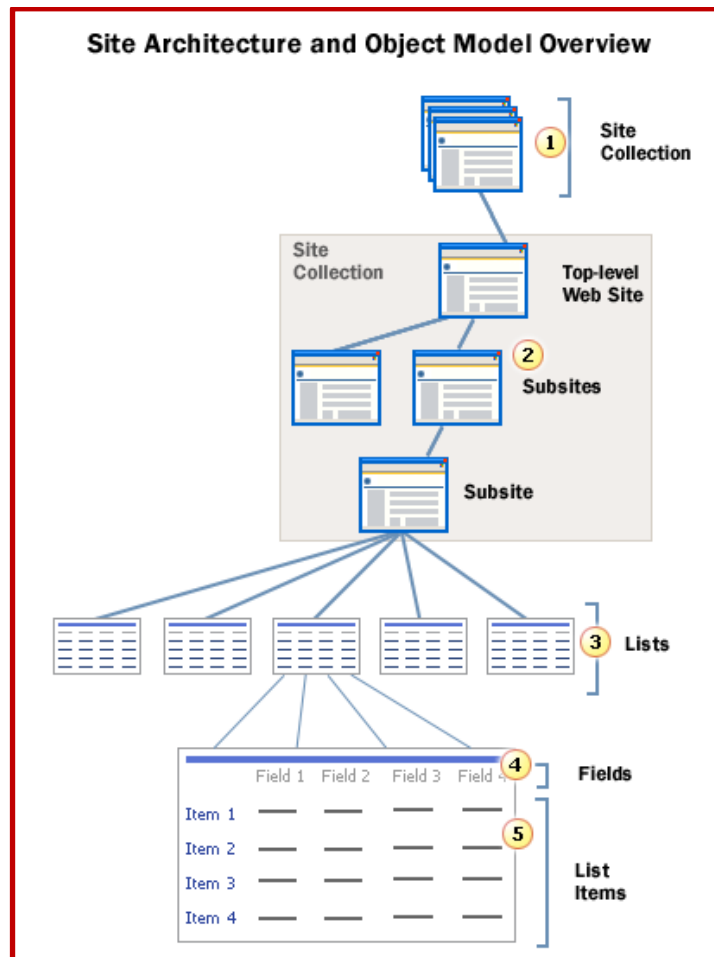 Site Architecture and Object Model Overview
1
Site
Collection
Site
Collection
Top-level
Web Site
2
Subsites
Subsite
3
Lists
4
Field 1 Field 2 Field 3 Field 4
Fields
Item 1
5
Item 2
Item 3
Item 4
List
Items